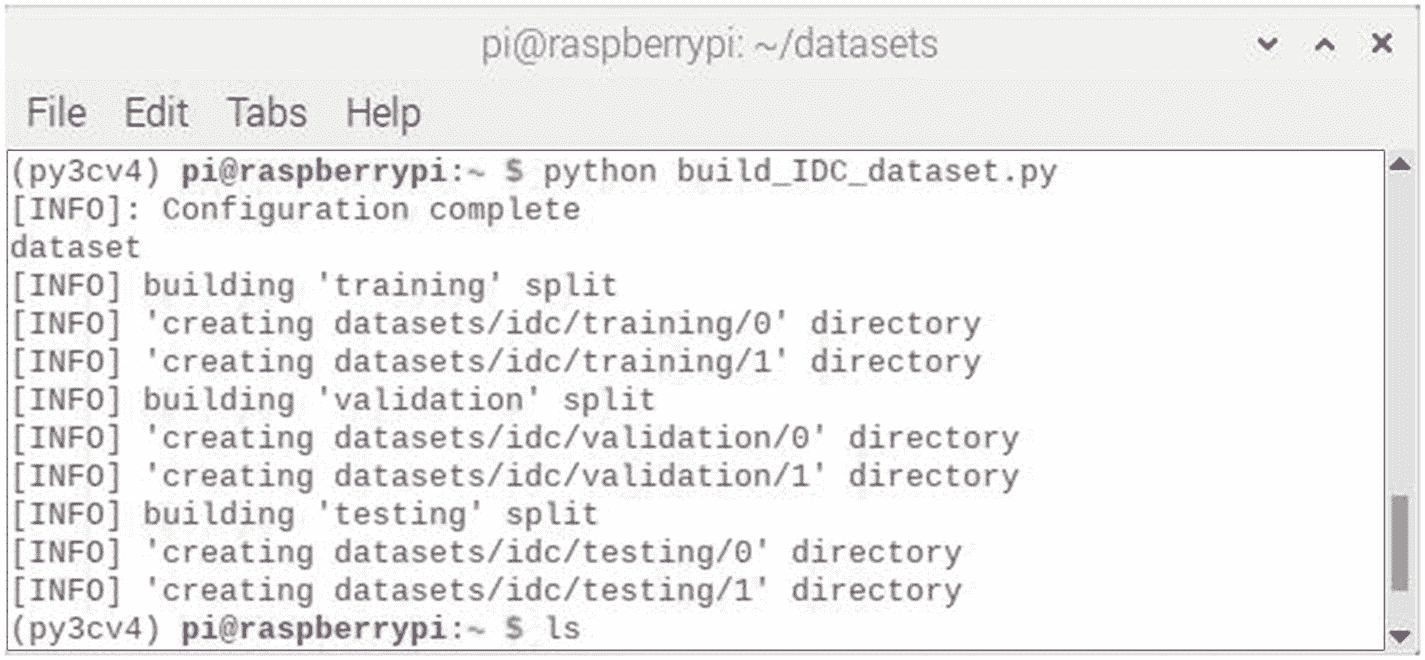 pi@raspberrypi: ~/datasets
File Edit Tabs Help
(py3cv4) pi@raspberrypi:~ $ python build_IDC_dataset.py
[INFO]: Configuration complete
dataset
[INFO] building 'training' split
[INFO] 'creating datasets/idc/training/0' directory
[INFO] 'creating datasets/idc/training/1' directory
[INFO] building 'validation' split
[INFO] 'creating datasets/idc/validation/0' directory
[INFO] 'creating datasets/idc/validation/1' directory
[INFO] building 'testing' split
[INFO] 'creating datasets/idc/testing/0' directory
[INFO] 'creating datasets/idc/testing/1' directory
(py3cv4) pi@raspberrypi:~ $ ls